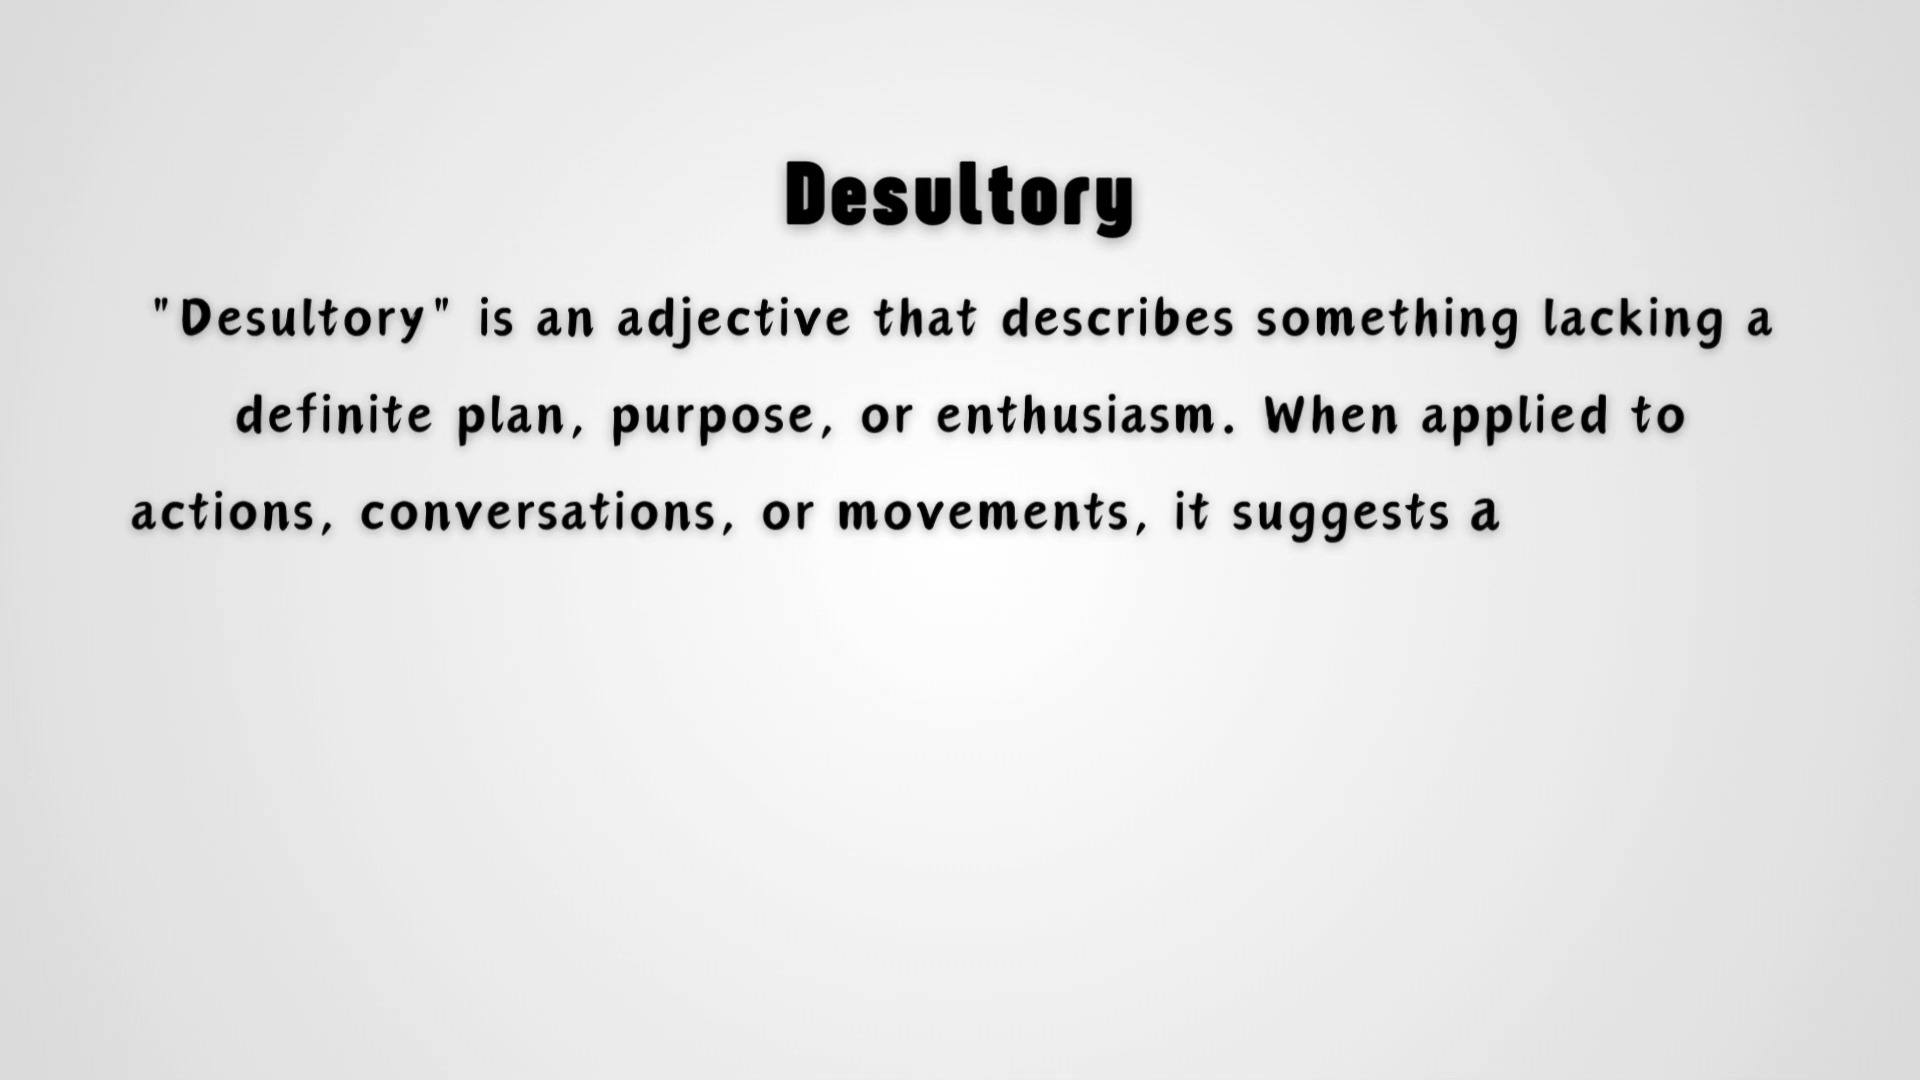 Desultory
"Desultory" is an adjective that describes something lacking a
definite plan, purpose, or enthusiasm. When applied to
actions, conversations, or movements, it suggests a